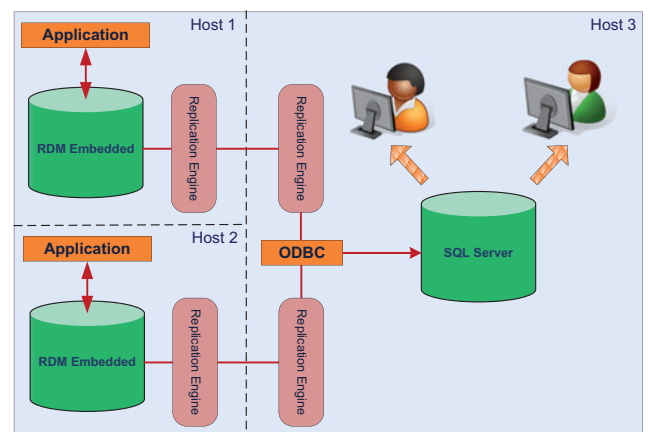 Host 1
Application
RDM Embedded
Replication Engine
Host 2
Application
RDM Embedded
Replication Engine
Host 3
Replication Engine
ODBC
SQL Server
Replication Engine